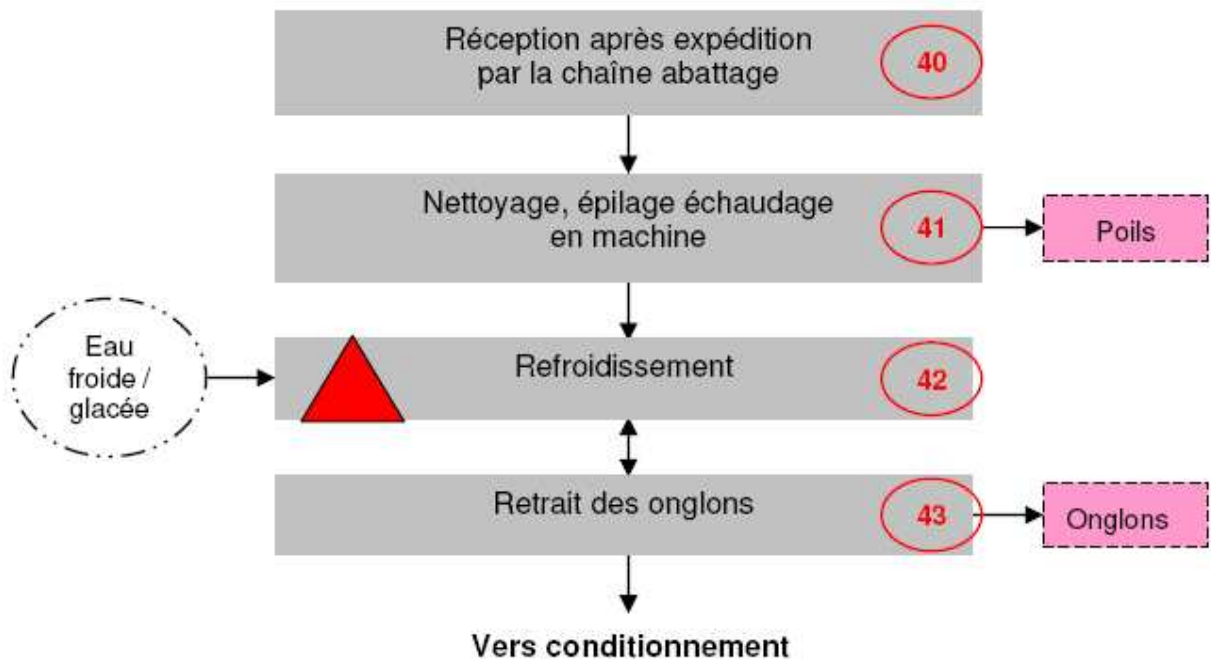 Réception après expédition
par la chaîne abattage
40
Nettoyage, épilage échaudage
en machine
41
Poils
Eau
froide /
glacée
Refroidissement
42
Retrait des onglons
43
Onglons
Vers conditionnement